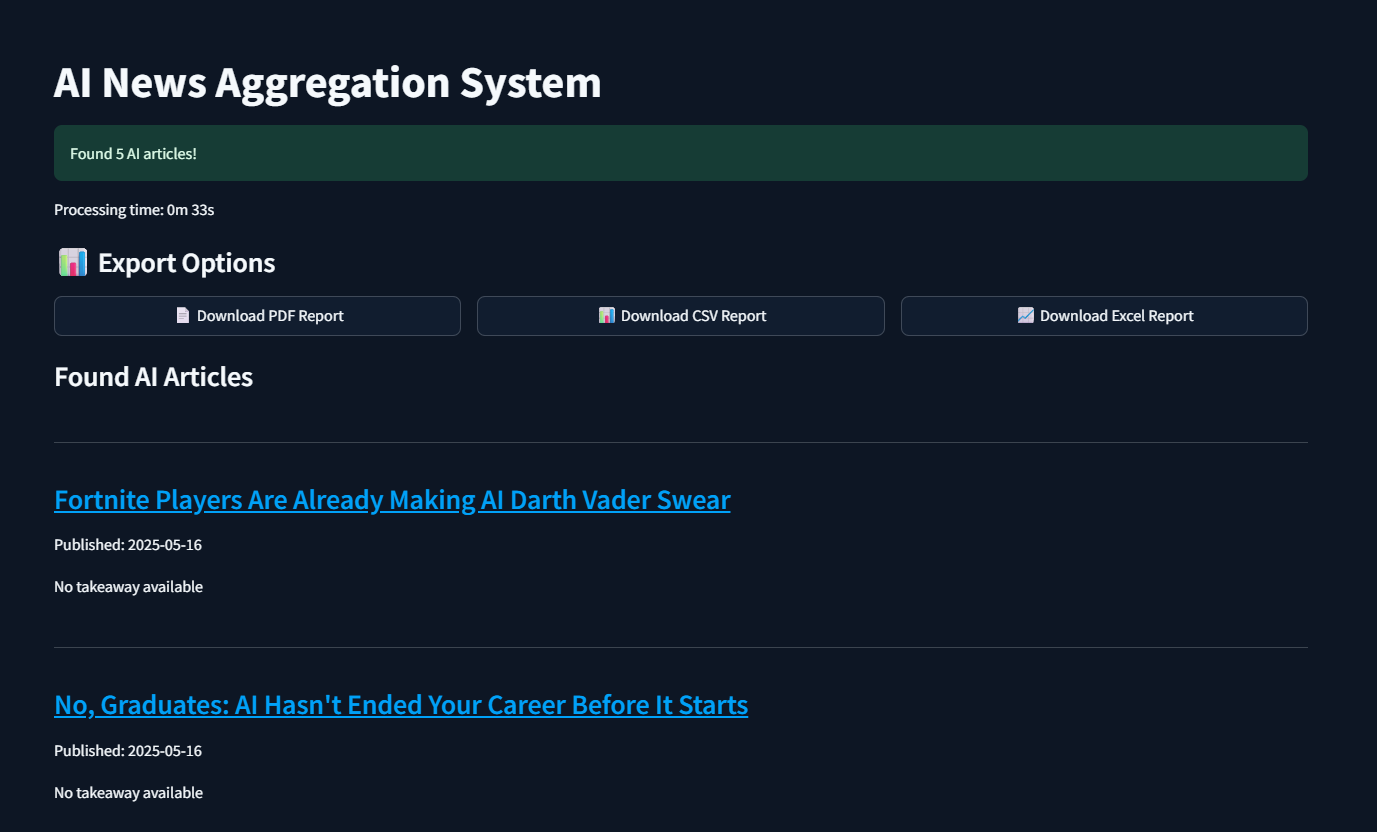 AI News Aggregation System
Found 5 AI articles!
Processing time: 0m 33s
📊 Export Options
📄 Download PDF Report
📊 Download CSV Report
📈 Download Excel Report
Found AI Articles
Fortnite Players Are Already Making AI Darth Vader Swear
Published: 2025-05-16
No takeaway available
No, Graduates: AI Hasn't Ended Your Career Before It Starts
Published: 2025-05-16
No takeaway available